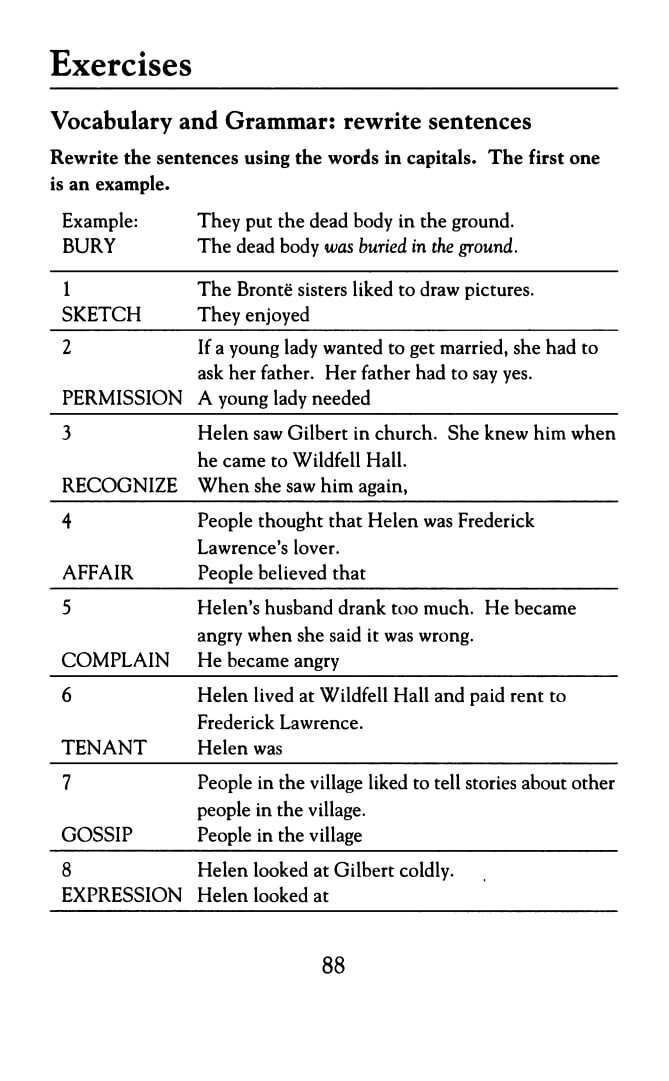 Exercises
Vocabulary and Grammar: rewrite sentences
Rewrite the sentences using the words in capitals. The first one
is an example.
Example: They put the dead body in the ground.
BURY The dead body was buried in the ground.
1 The Brontë sisters liked to draw pictures.
SKETCH They enjoyed
2 If a young lady wanted to get married, she had to
ask her father. Her father had to say yes.
PERMISSION A young lady needed
3 Helen saw Gilbert in church. She knew him when
he came to Wildfell Hall.
RECOGNIZE When she saw him again,
4 People thought that Helen was Frederick
Lawrence's lover.
AFFAIR People believed that
5 Helen's husband drank too much. He became
angry when she said it was wrong.
COMPLAIN He became angry
6 Helen lived at Wildfell Hall and paid rent to
Frederick Lawrence.
TENANT Helen was
7 People in the village liked to tell stories about other
people in the village.
GOSSIP People in the village
8 Helen looked at Gilbert coldly.
EXPRESSION Helen looked at
88